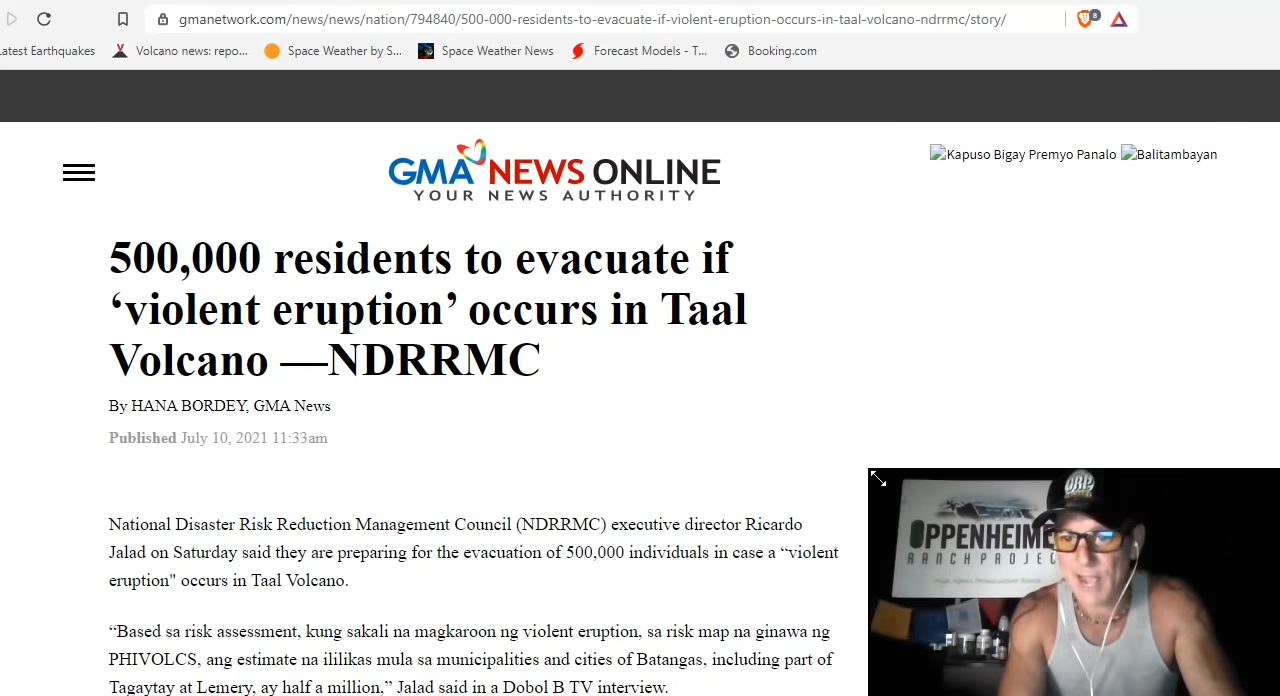 gmanetwork.com/news/news/nation/794840/500-000-residents-to-evacuate-if-violent-eruption-occurs-in-taal-volcano-ndrrmc/story/
8
atest Earthquakes
Volcano news: repo...
Space Weather by S...
Space Weather News
Forecast Models - T...
Booking.com
GMA NEWS ONLINE
YOUR NEWS AUTHORITY
Kapuso Bigay Premyo Panalo
Balitambayan
500,000 residents to evacuate if
‘violent eruption’ occurs in Taal
Volcano —NDRRMC
By HANA BORDEY, GMA News
Published July 10, 2021 11:33am
National Disaster Risk Reduction Management Council (NDRRMC) executive director Ricardo
Jalad on Saturday said they are preparing for the evacuation of 500,000 individuals in case a “violent
eruption" occurs in Taal Volcano.
“Based sa risk assessment, kung sakali na magkaroon ng violent eruption, sa risk map na ginawa ng
PHIVOLCS, ang estimate na ililikas mula sa municipalities and cities of Batangas, including part of
Tagaytay at Lemery, ay half a million,” Jalad said in a Dobol B TV interview.
ORP
OPPENHEIME
RANCH PROJEC